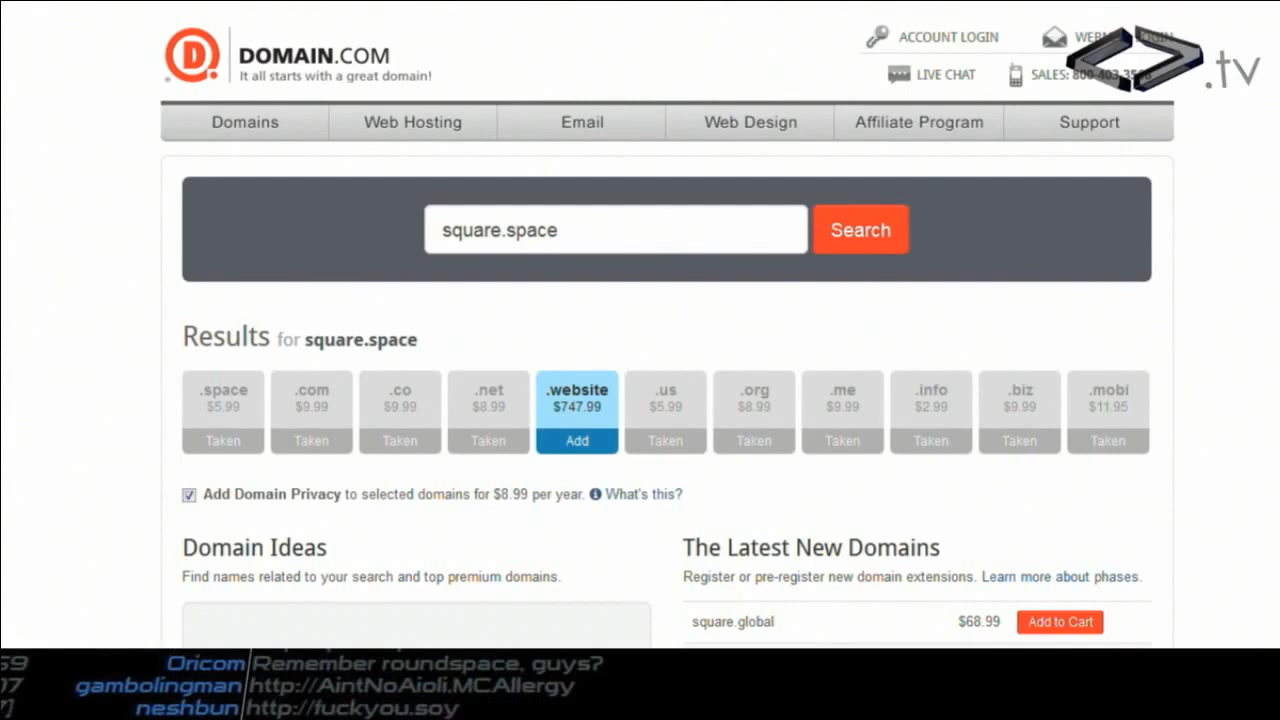 DOMAIN.COM
It all starts with a great domain!
ACCOUNT LOGIN
LIVE CHAT
SALES: 800-403-35
.tv
Domains Web Hosting Email Web Design Affiliate Program Support
square.space Search
Results for square.space
.space .com .co .net .website .us .org .me .info .biz .mobi
$5.99 $9.99 $9.99 $8.99 $747.99 $5.99 $8.99 $9.99 $2.99 $9.99 $11.95
Taken Taken Taken Taken Add Taken Taken Taken Taken Taken Taken
Add Domain Privacy to selected domains for $8.99 per year. What's this?
Domain Ideas
Find names related to your search and top premium domains.
The Latest New Domains
Register or pre-register new domain extensions. Learn more about phases.
square.global $68.99 Add to Cart
59 Oricom Remember roundspace, guys?
gambolingman http://AintNoAioli.MCAllergy
neshbun http://fuckyou.soy